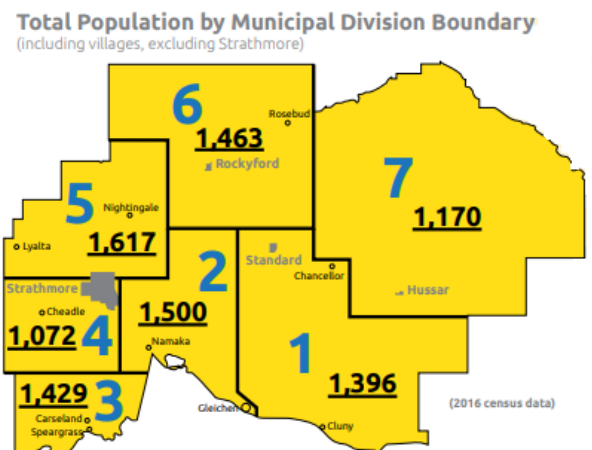 Total Population by Municipal Division Boundary
(including villages, excluding Strathmore)
6
Rosebud
1,463
Rockyford
7
1,170
5
Nightingale
Lyalta
1,617
Strathmore
Cheadle
1,072
4
2
1,500
Namaka
Standard
Chancellor
Hussar
1
1,396
1,429
3
Carseland
Speargrass
Gleichen
Cluny
(2016 census data)